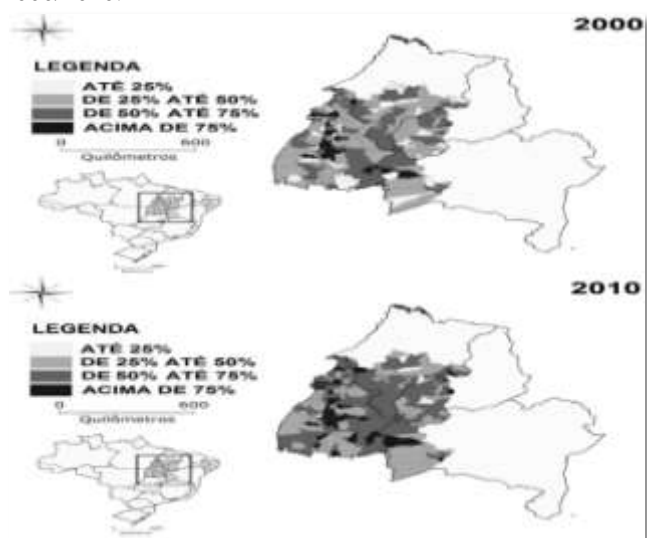 2000
LEGENDA
ATÉ 25%
DE 25% ATÉ 50%
DE 50% ATÉ 75%
ACIMA DE 75%
0 600
Quilômetros
2010
LEGENDA
ATÉ 25%
DE 25% ATÉ 50%
DE 50% ATÉ 75%
ACIMA DE 75%
0 600
Quilômetros